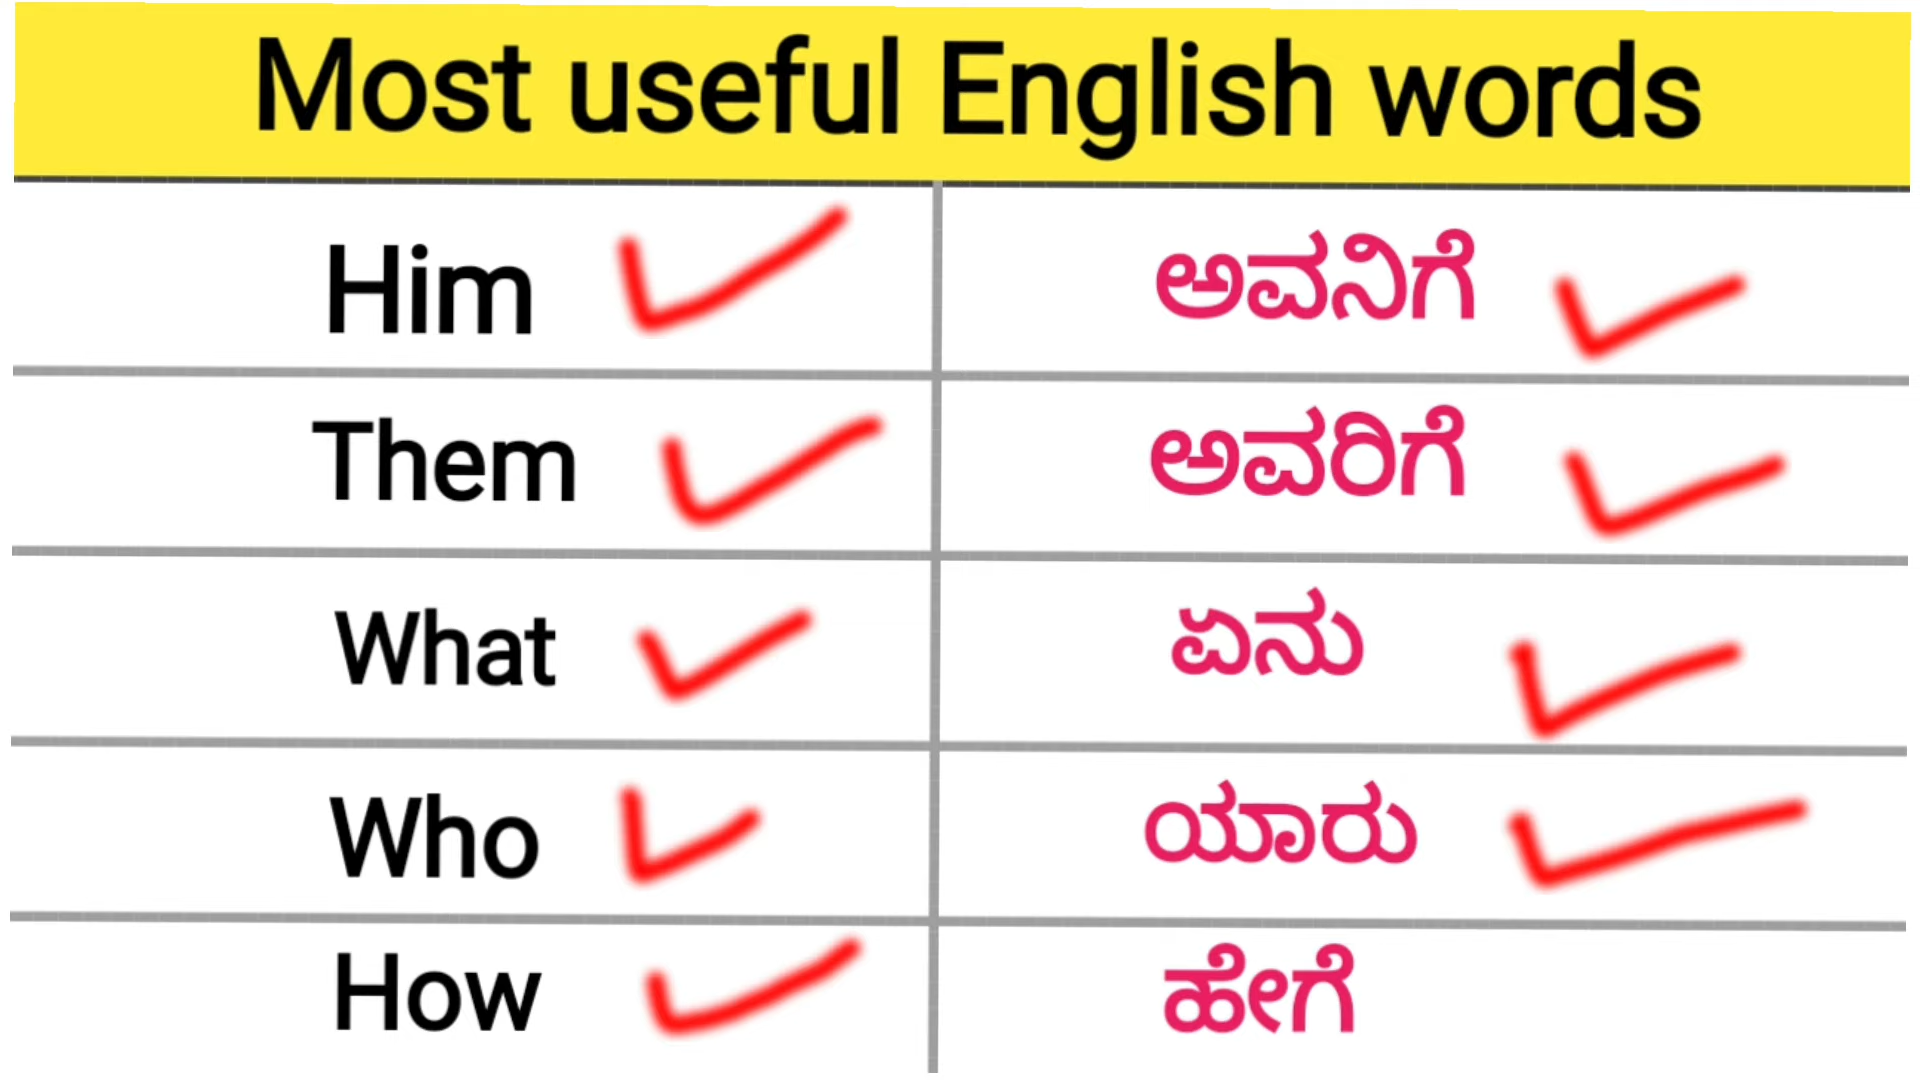 Most useful English words
Him ಅವನಿಗೆ
Them ಅವರಿಗೆ
What ಏನು
Who ಯಾರು
How ಹೇಗೆ